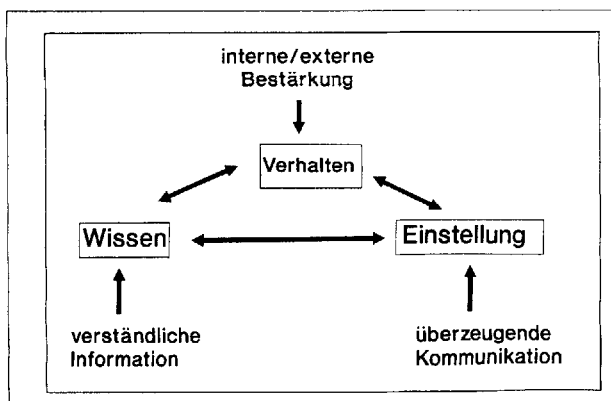 interne/externe
Bestärkung
Verhalten
Wissen
Einstellung
verständliche
Information
überzeugende
Kommunikation